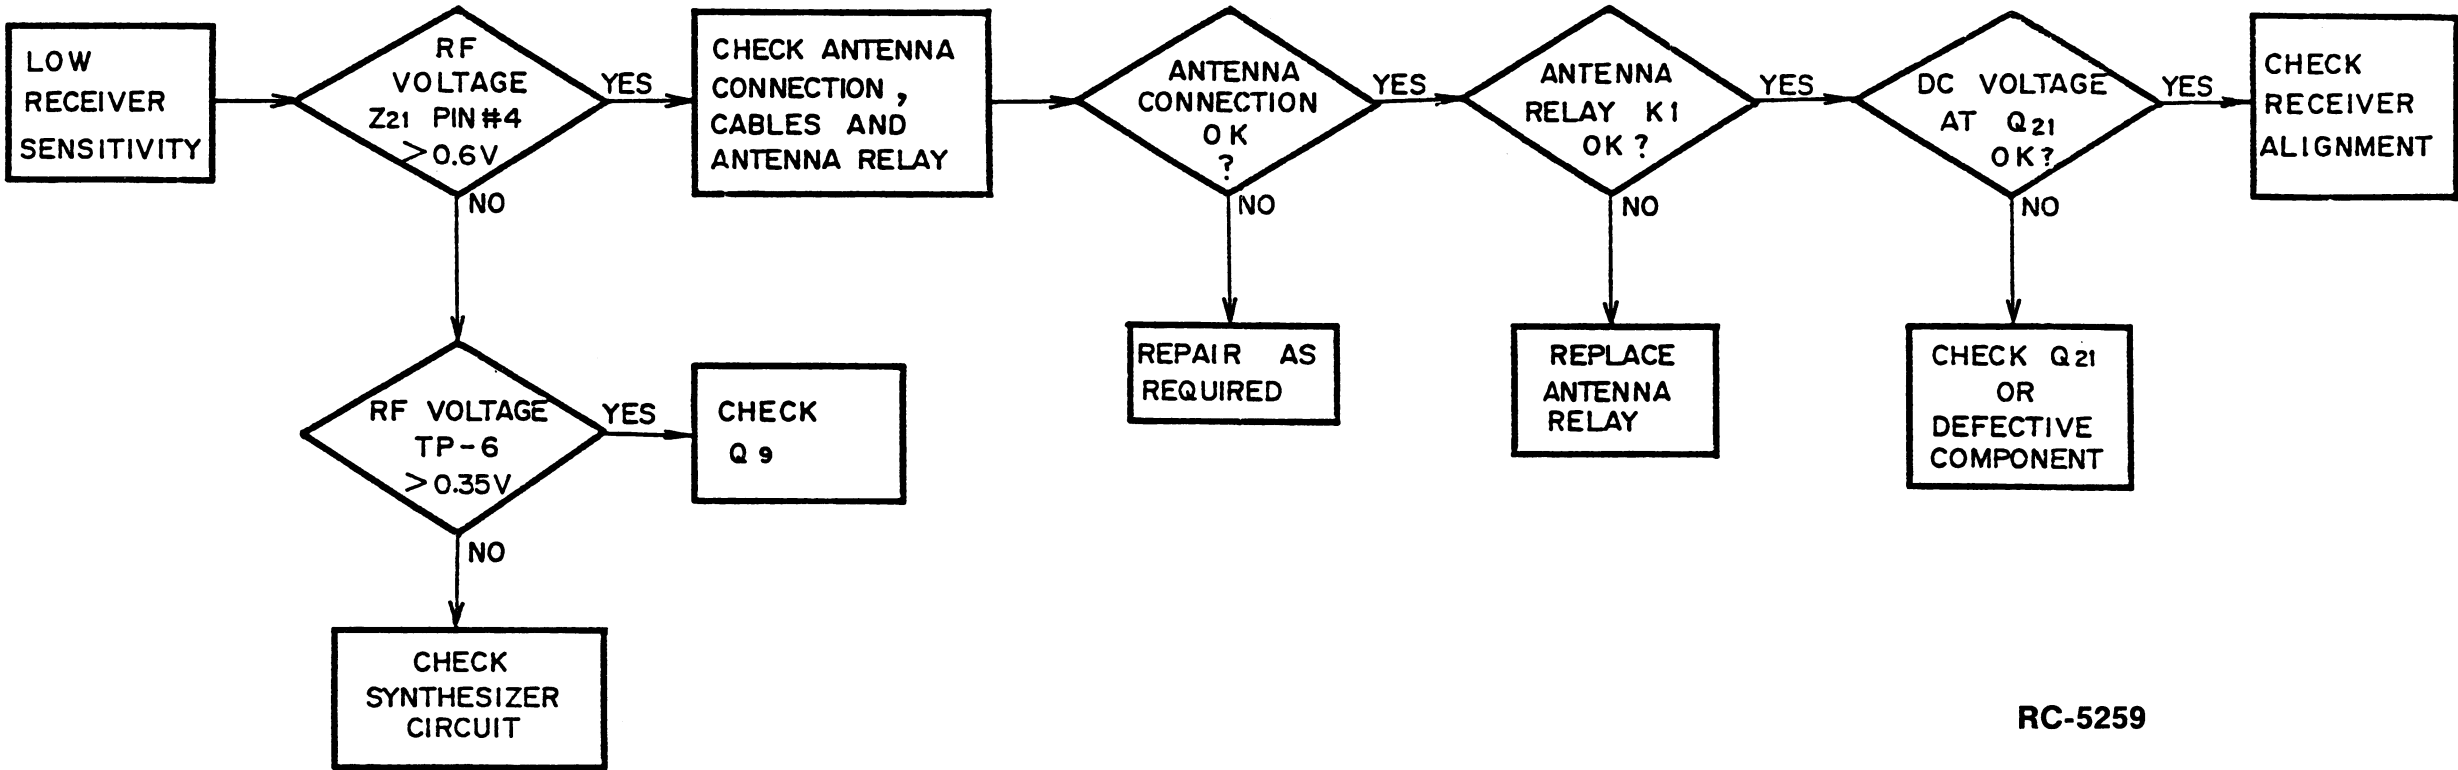 LOW
RECEIVER
SENSITIVITY
RF
VOLTAGE
Z21 PIN #4
> 0.6V
YES
NO
CHECK ANTENNA
CONNECTION,
CABLES AND
ANTENNA RELAY
ANTENNA
CONNECTION
OK
?
YES
NO
ANTENNA
RELAY K1
OK?
YES
NO
DC VOLTAGE
AT Q21
OK?
YES
NO
CHECK
RECEIVER
ALIGNMENT
RF VOLTAGE
TP-6
> 0.35V
YES
NO
CHECK
Q9
REPAIR AS
REQUIRED
REPLACE
ANTENNA
RELAY
CHECK Q21
OR
DEFECTIVE
COMPONENT
CHECK
SYNTHESIZER
CIRCUIT
RC-5259